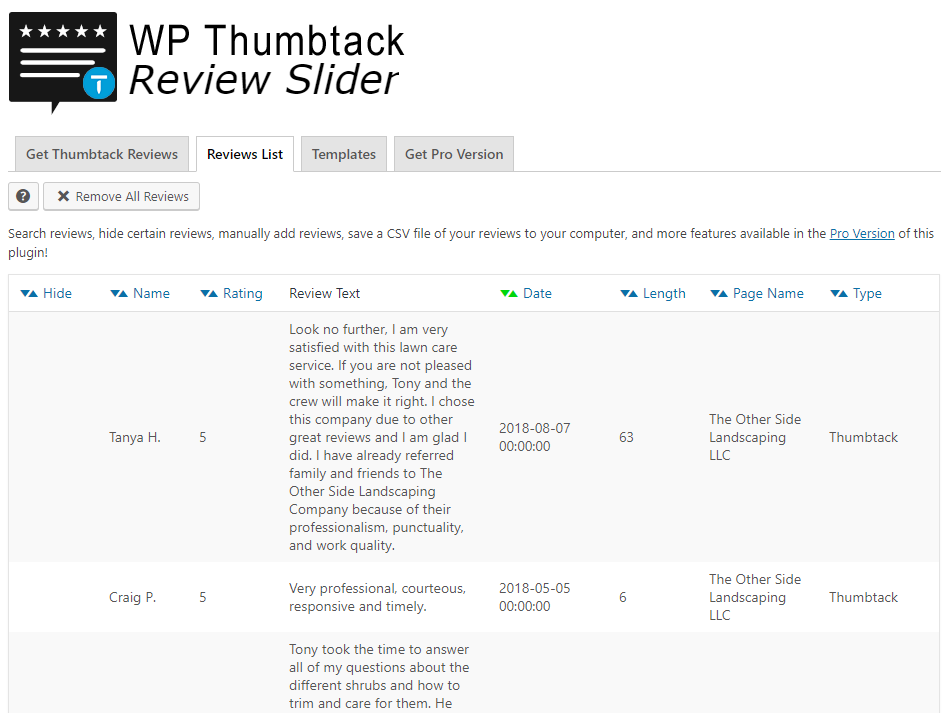 WP Thumbtack
Review Slider
Get Thumbtack Reviews
Reviews List
Templates
Get Pro Version
? Remove All Reviews
Search reviews, hide certain reviews, manually add reviews, save a CSV file of your reviews to your computer, and more features available in the Pro Version of this
plugin!
Hide Name Rating Review Text Date Length Page Name Type
Tanya H.
5
Look no further, I am very
satisfied with this lawn care
service. If you are not pleased
with something, Tony and the
crew will make it right. I chose
this company due to other
great reviews and I am glad I
did. I have already referred
family and friends to The
Other Side Landscaping
Company because of their
professionalism, punctuality,
and work quality.
2018-08-07
00:00:00
63
The Other Side
Landscaping
LLC
Thumbtack
Craig P.
5
Very professional, courteous,
responsive and timely.
2018-05-05
00:00:00
6
The Other Side
Landscaping
LLC
Thumbtack
Tony took the time to answer
all of my questions about the
different shrubs and how to
trim and care for them. He